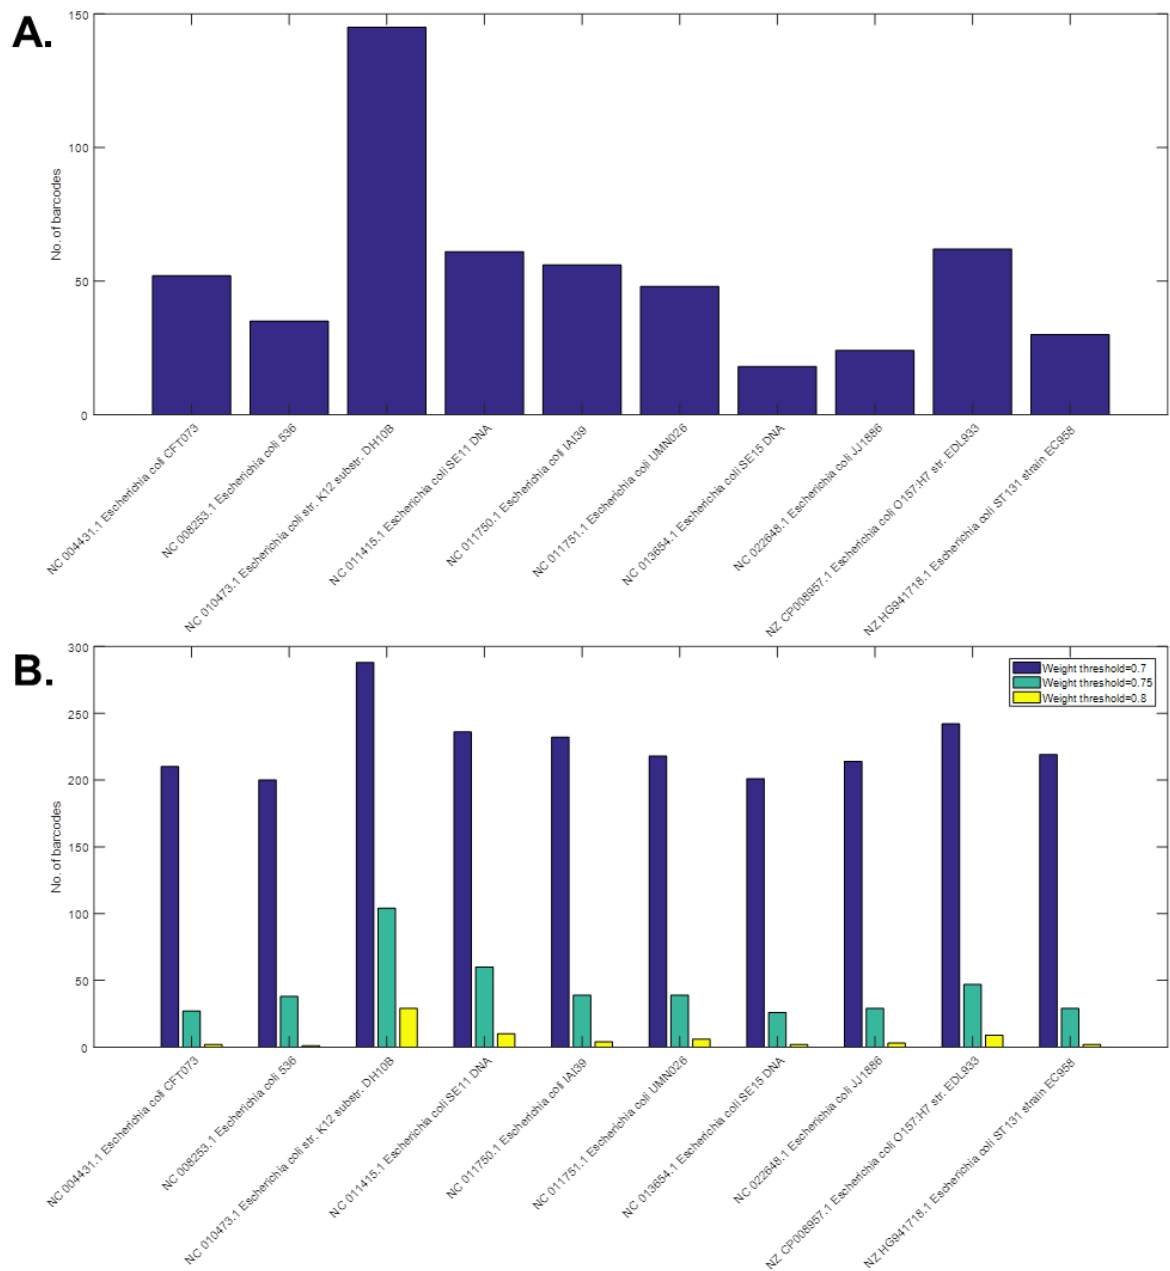 A.
150
100
50
0
No. of barcodes
NC 004431.1 Escherichia coli CFT073
NC 008253.1 Escherichia coli 536
NC 010473.1 Escherichia coli str. K12 substr. DH10B
NC 011415.1 Escherichia coli SE11 DNA
NC 011750.1 Escherichia coli IAI39
NC 011751.1 Escherichia coli UMN026
NC 013654.1 Escherichia coli SE15 DNA
NC 022648.1 Escherichia coli JJ1886
NZ CP008957.1 Escherichia coli O157:H7 str. EDL933
NZ HG941718.1 Escherichia coli ST131 strain EC958
B.
300
250
200
150
100
50
0
No. of barcodes
Weight threshold=0.7
Weight threshold=0.75
Weight threshold=0.8
NC 004431.1 Escherichia coli CFT073
NC 008253.1 Escherichia coli 536
NC 010473.1 Escherichia coli str. K12 substr. DH10B
NC 011415.1 Escherichia coli SE11 DNA
NC 011750.1 Escherichia coli IAI39
NC 011751.1 Escherichia coli UMN026
NC 013654.1 Escherichia coli SE15 DNA
NC 022648.1 Escherichia coli JJ1886
NZ CP008957.1 Escherichia coli O157:H7 str. EDL933
NZ HG941718.1 Escherichia coli ST131 strain EC958